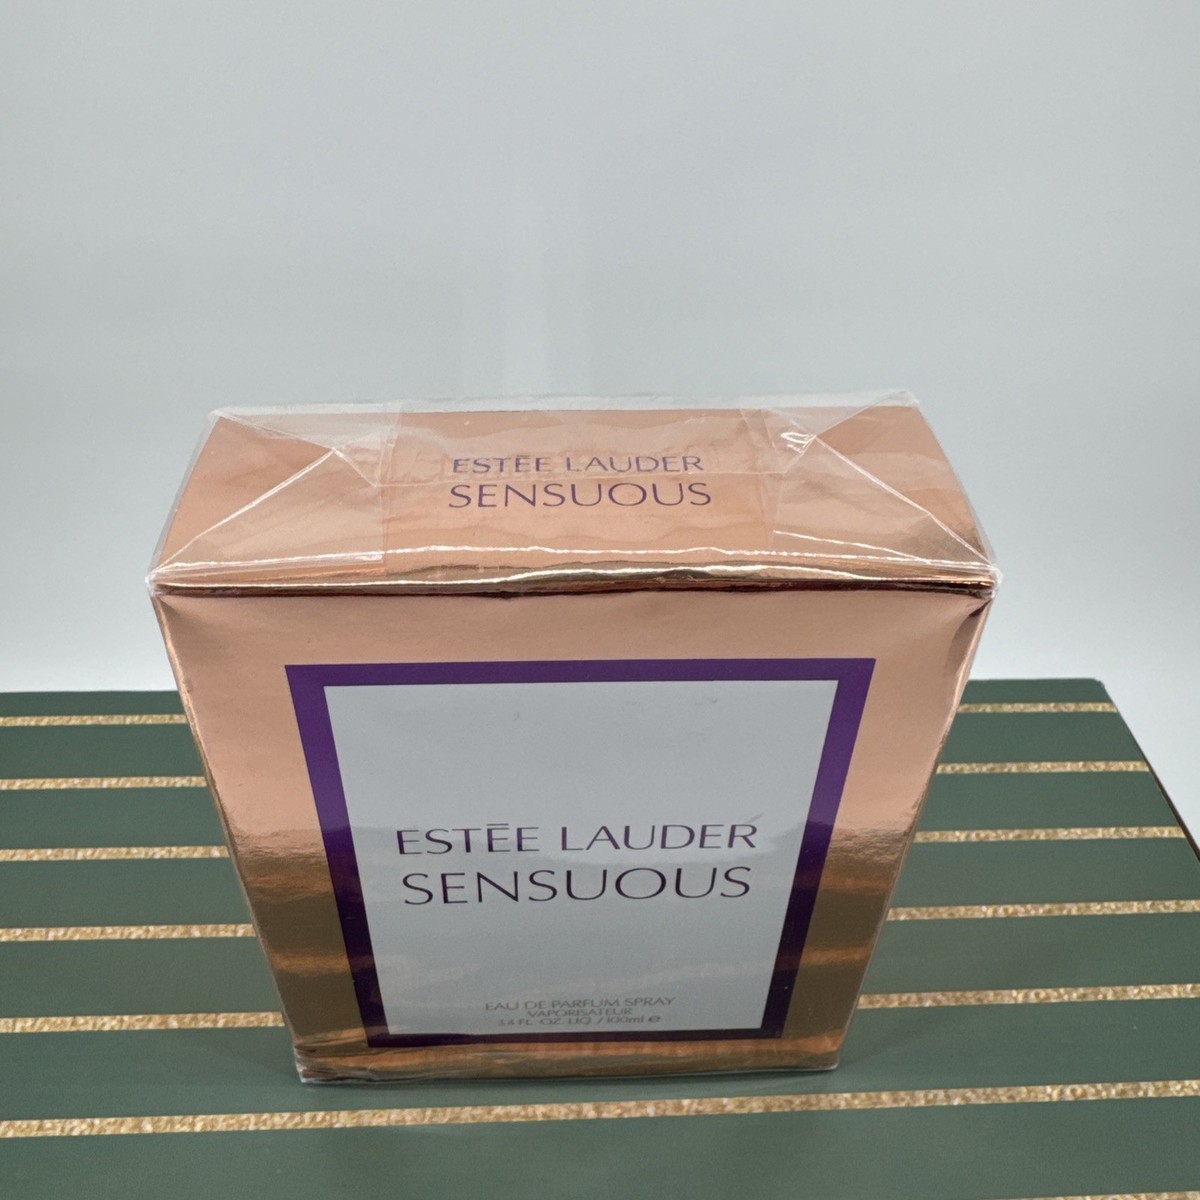 ESTĒE LAUDER
SENSUOUS
ESTĒE LAUDER
SENSUOUS
EAU DE PARFUM SPRAY
VAPORISATEUR
3.4 FL. OZ. LIQ. / 100ml ℮